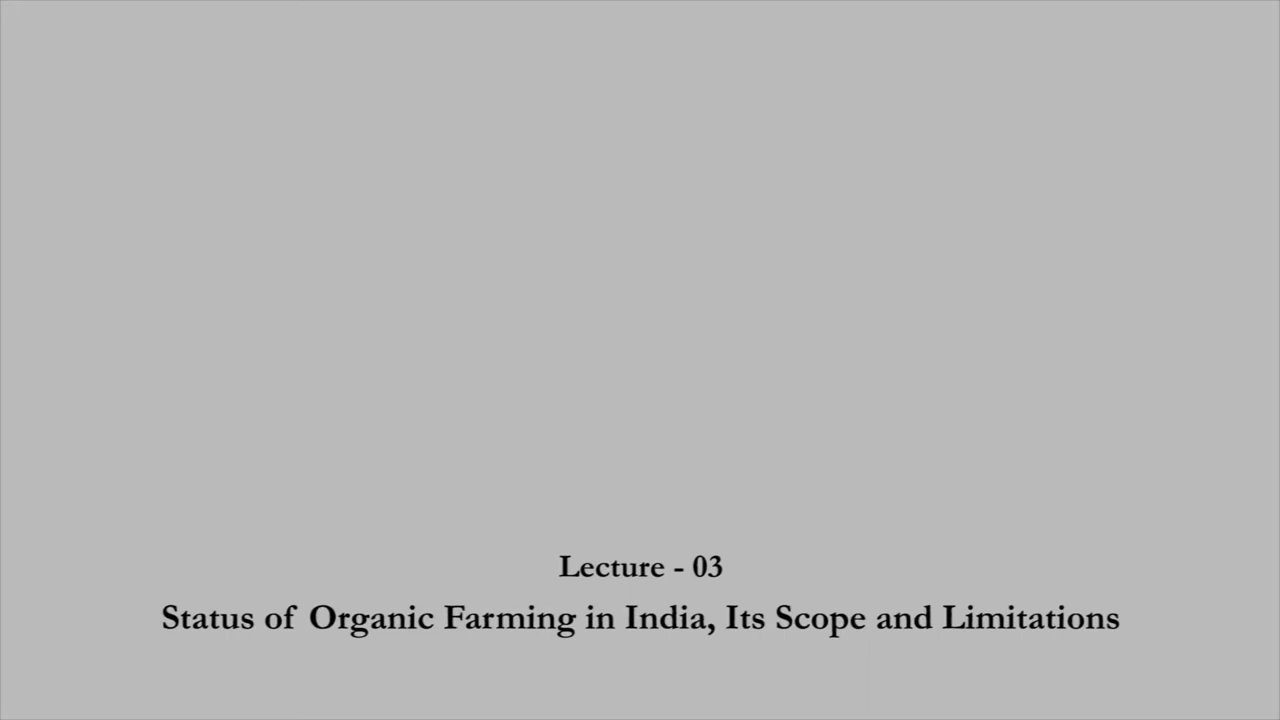 Lecture - 03
Status of Organic Farming in India, Its Scope and Limitations